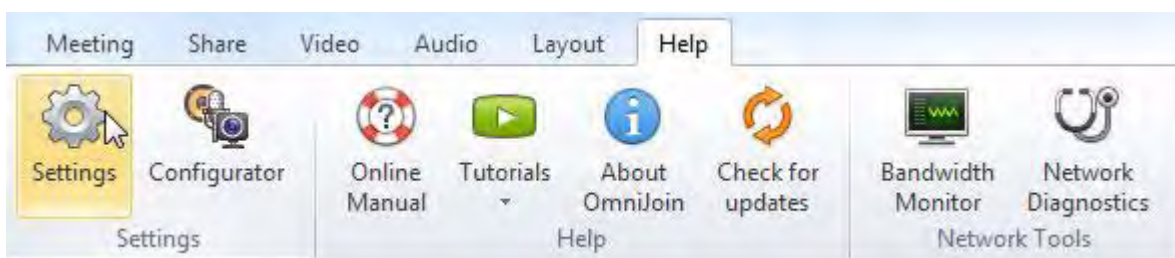 Meeting Share Video Audio Layout Help
Settings Configurator Online Manual Tutorials About OmniJoin Check for updates Bandwidth Monitor Network Diagnostics
Settings Help Network Tools